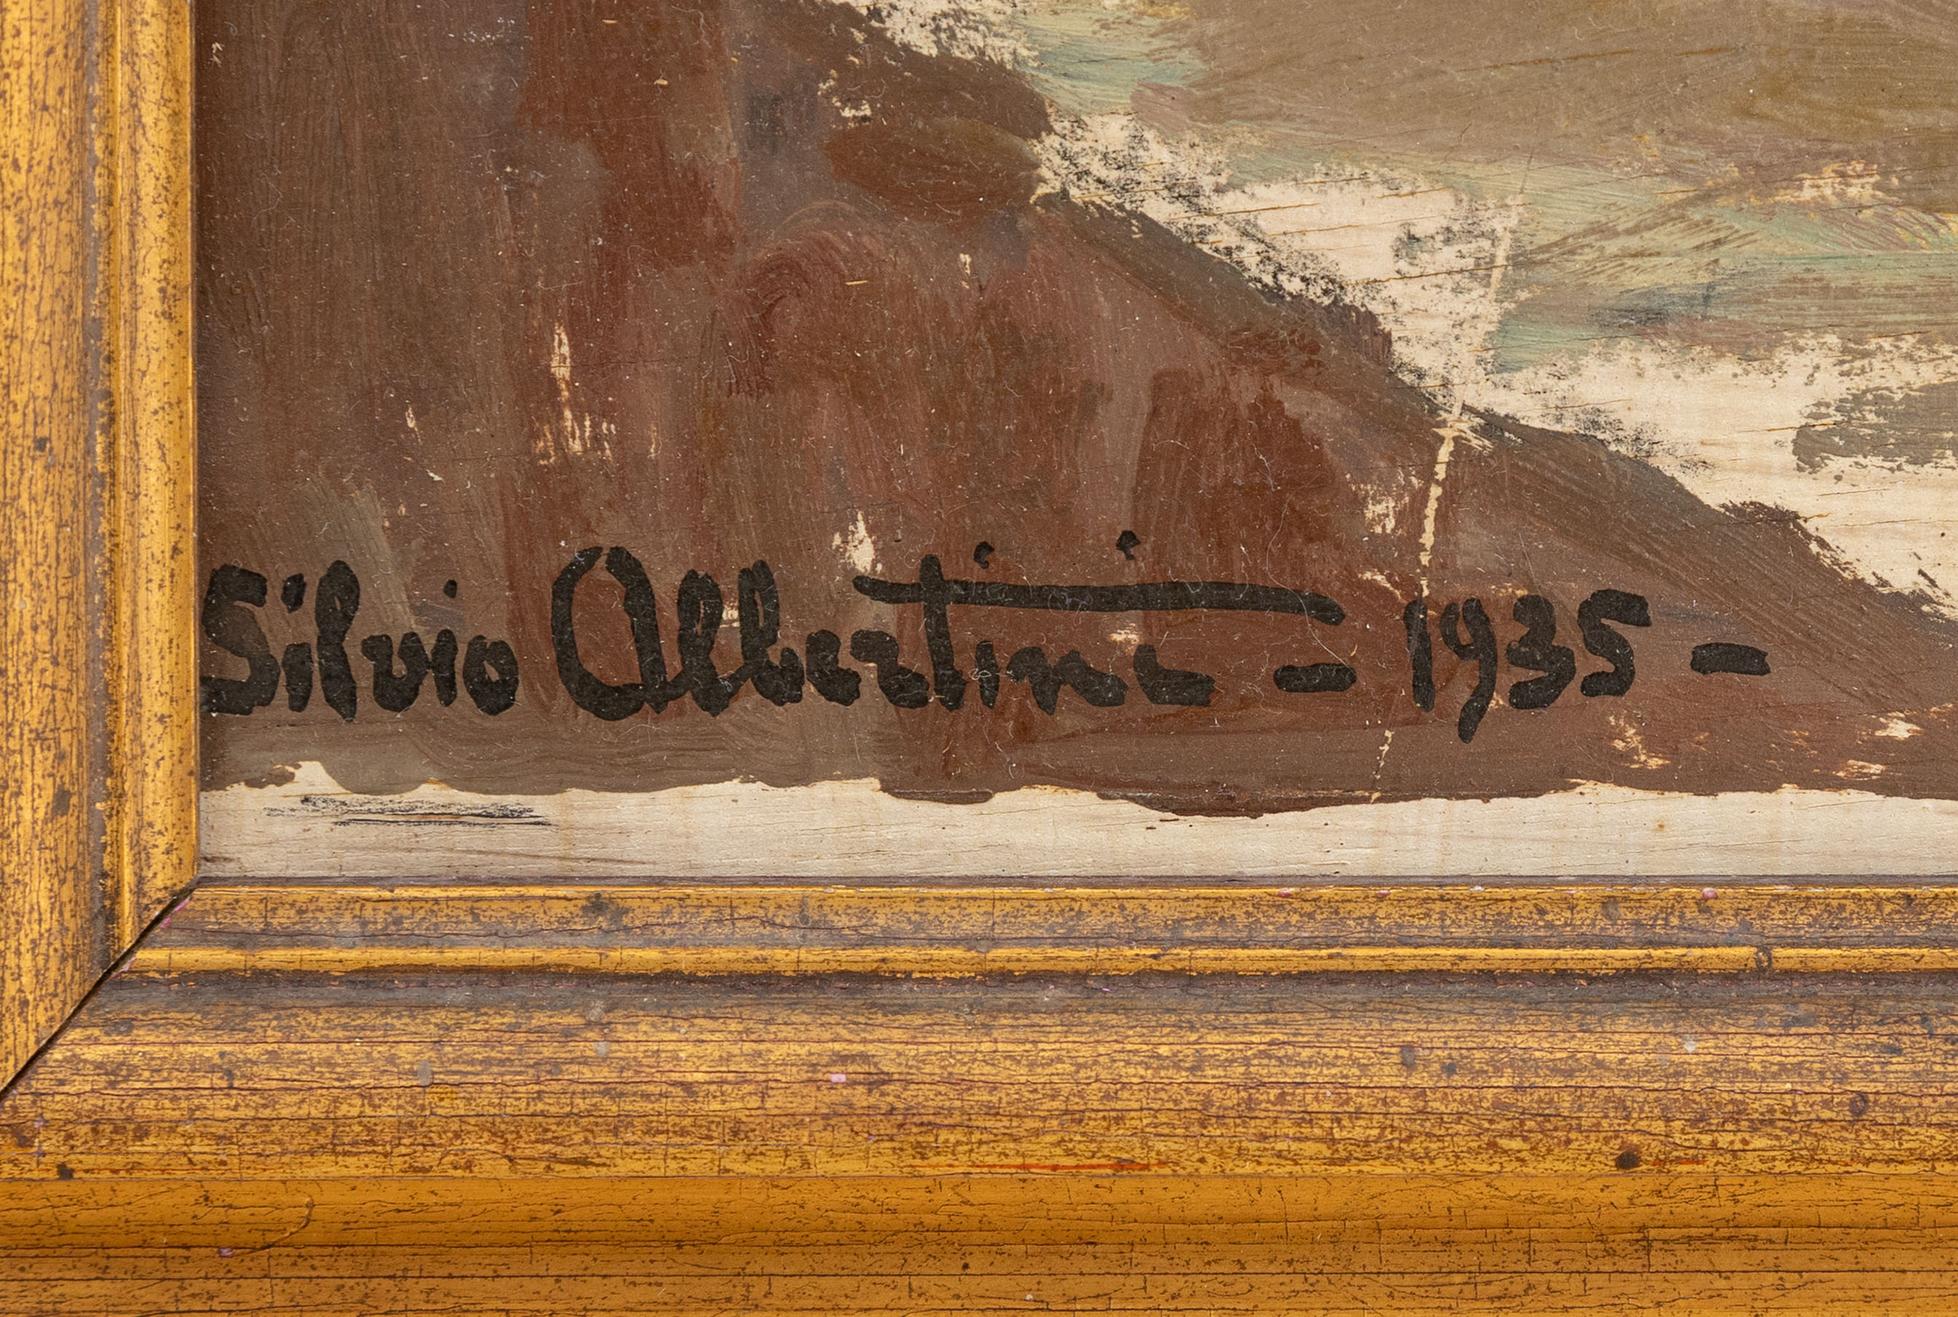 Silvio Albertini - 1935 -